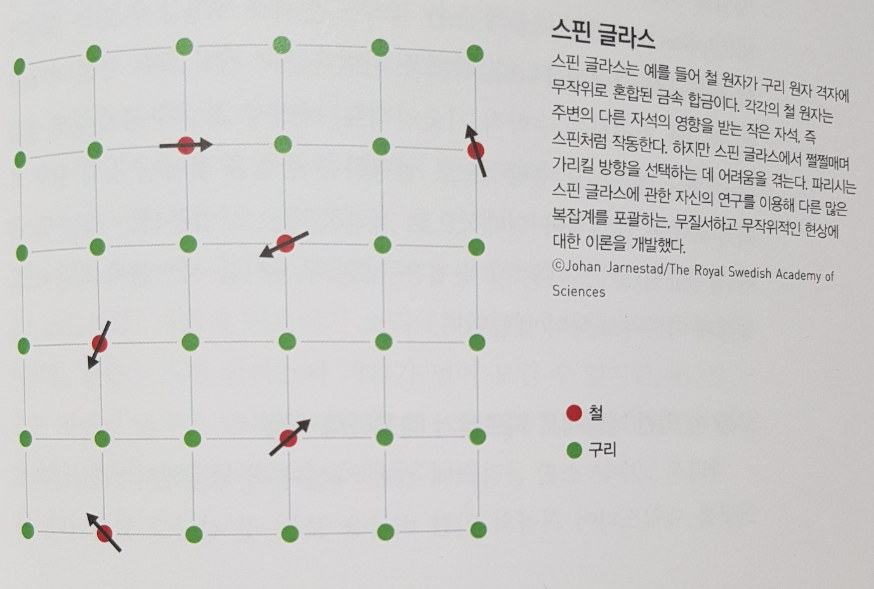 스핀 글라스
스핀 글라스는 예를 들어 철 원자가 구리 원자 격자에
무작위로 혼합된 금속 합금이다. 각각의 철 원자는
주변의 다른 자석의 영향을 받는 작은 자석, 즉
스핀처럼 작동한다. 하지만 스핀 글라스에서 쩔쩔매며
가리킬 방향을 선택하는 데 어려움을 겪는다. 파리시는
스핀 글라스에 관한 자신의 연구를 이용해 다른 많은
복잡계를 포괄하는, 무질서하고 무작위적인 현상에
대한 이론을 개발했다.
©Johan Jarnestad/The Royal Swedish Academy of
Sciences
철
구리